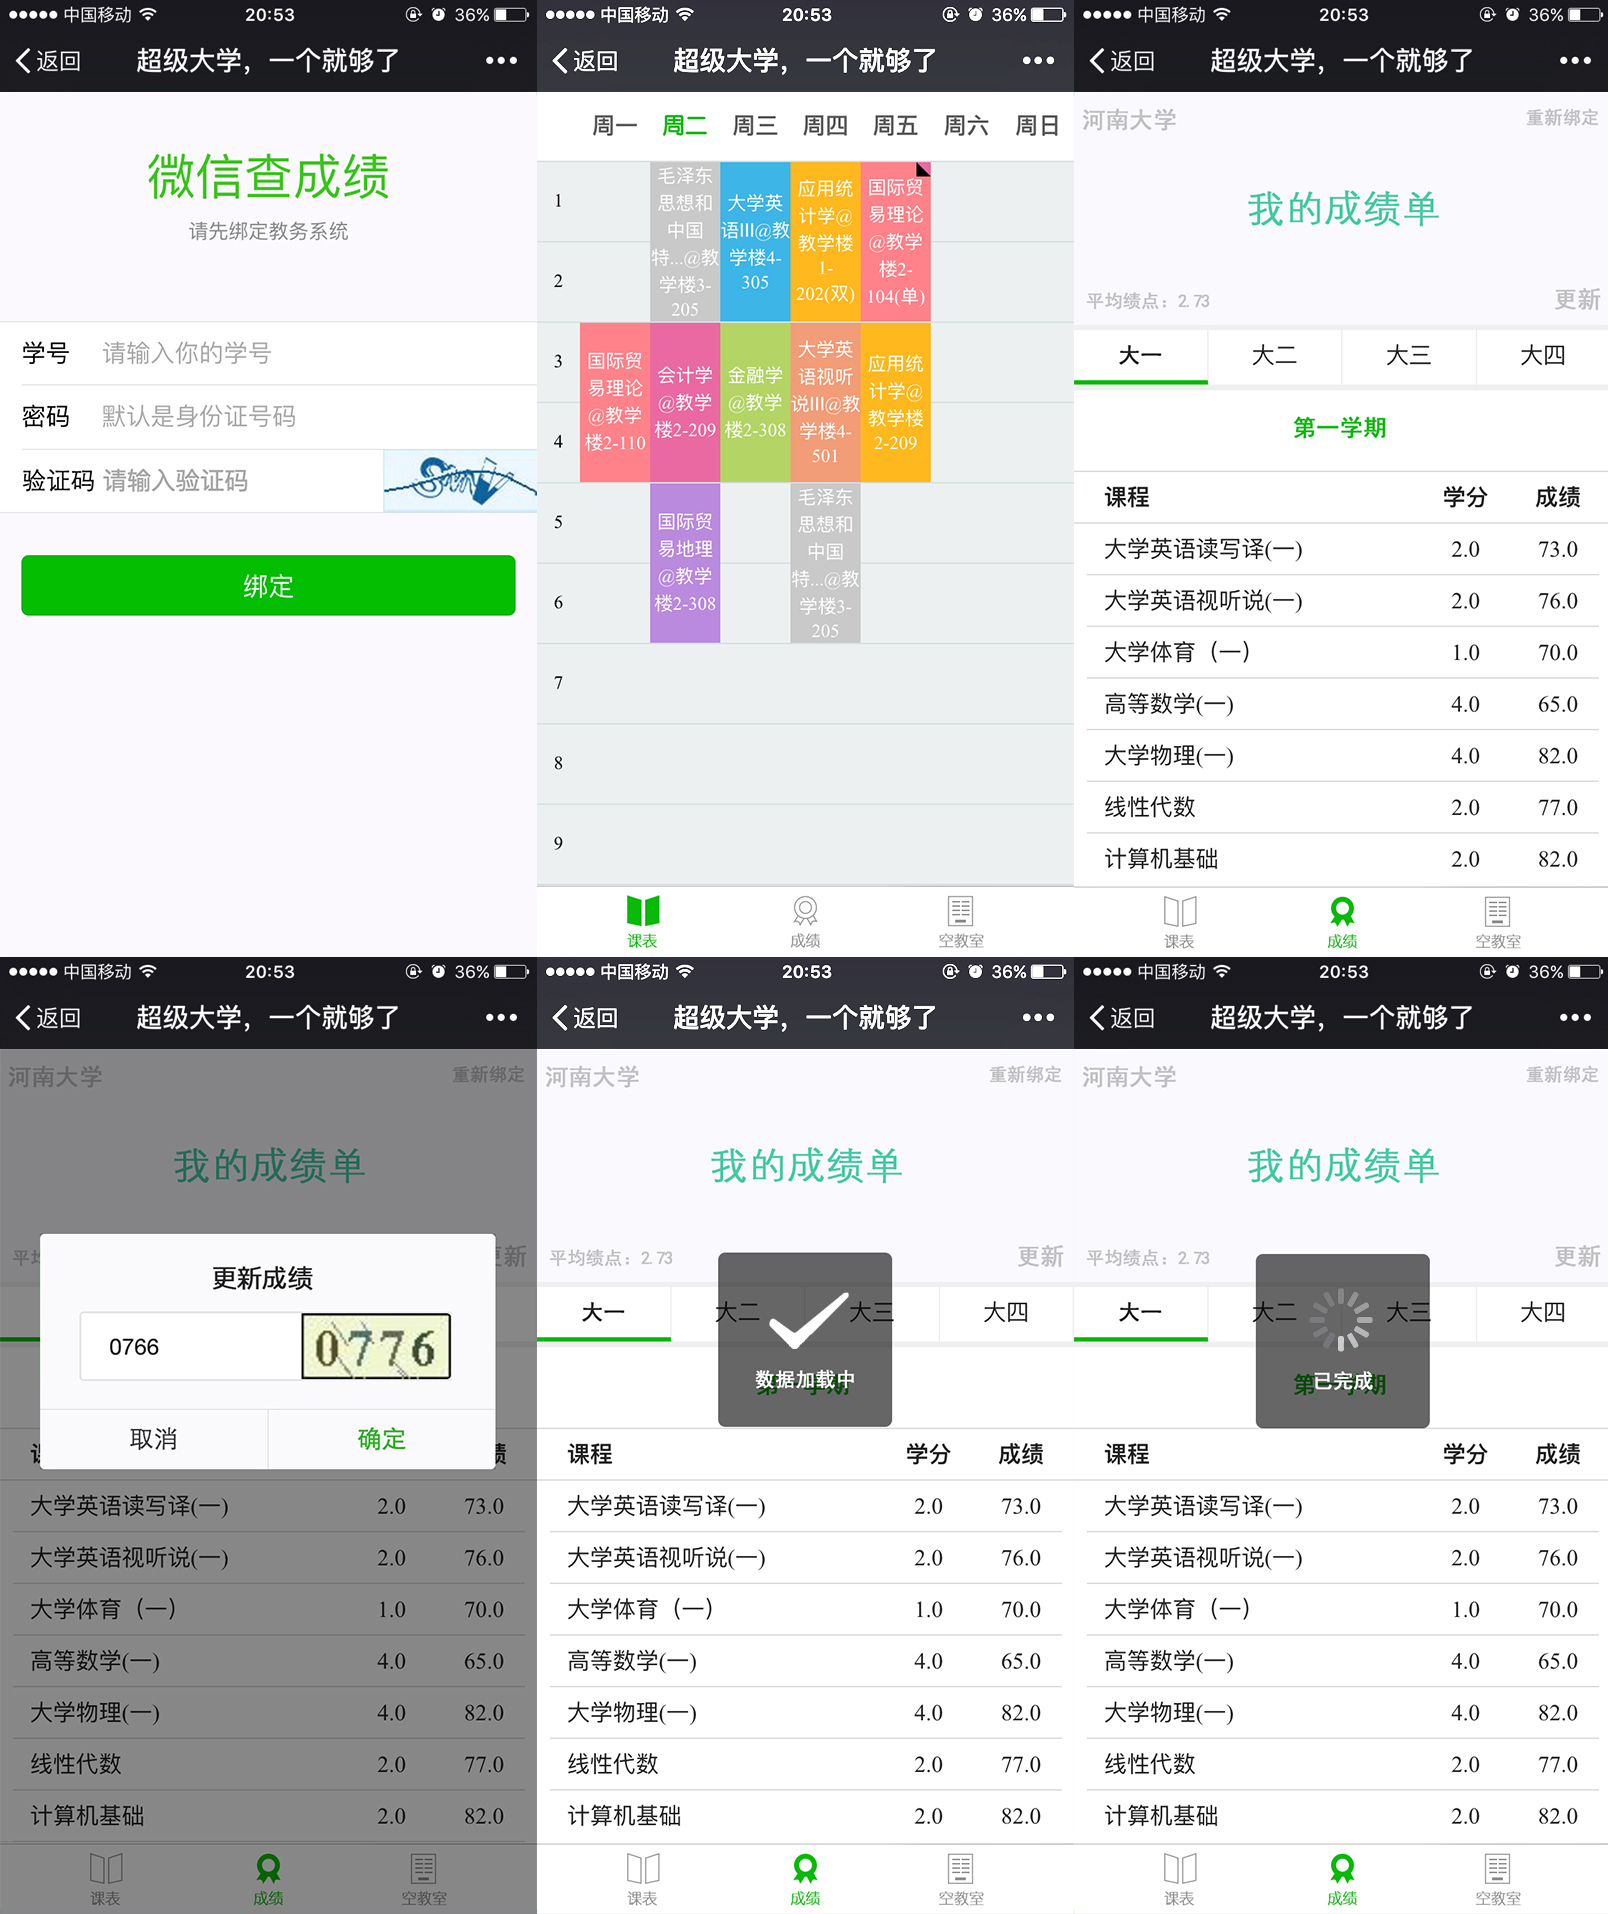 中国移动 20:53 36%
返回 超级大学，一个就够了
微信查成绩
请先绑定教务系统
学号 请输入你的学号
密码 默认是身份证号码
验证码 请输入验证码
绑定
中国移动 20:53 36%
返回 超级大学，一个就够了
周一 周二 周三 周四 周五 周六 周日
1
2
3
4
5
6
7
8
9
毛泽东
思想和
中国
特...@教
学楼3-
205
大学英
语III@教
学楼4-
305
应用统
计学@
教学楼
1-
202(双)
国际贸
易理论
@教学
楼2-
104(单)
国际贸
易理论
@教学
楼2-110
会计学
@教学
楼2-209
金融学
@教学
楼2-308
大学英
语视听
说III@教
学楼4-
501
应用统
计学@
教学楼
2-209
国际贸
易地理
@教学
楼2-308
毛泽东
思想和
中国
特...@教
学楼3-
205
课表 成绩 空教室
中国移动 20:53 36%
返回 超级大学，一个就够了
河南大学 重新绑定
我的成绩单
平均绩点：2.73 更新
大一 大二 大三 大四
第一学期
课程 学分 成绩
大学英语读写译(一) 2.0 73.0
大学英语视听说(一) 2.0 76.0
大学体育（一） 1.0 70.0
高等数学(一) 4.0 65.0
大学物理(一) 4.0 82.0
线性代数 2.0 77.0
计算机基础 2.0 82.0
课表 成绩 空教室
中国移动 20:53 36%
返回 超级大学，一个就够了
河南大学 重新绑定
我的成绩单
平 更新
更新成绩
0766 0776
取消 确定
大学英语读写译(一) 2.0 73.0
大学英语视听说(一) 2.0 76.0
大学体育（一） 1.0 70.0
高等数学(一) 4.0 65.0
大学物理(一) 4.0 82.0
线性代数 2.0 77.0
计算机基础 2.0 82.0
课表 成绩 空教室
中国移动 20:53 36%
返回 超级大学，一个就够了
河南大学 重新绑定
我的成绩单
平均绩点：2.73 更新
大一 大二 大三 大四
第一学期
数据加载中
课程 学分 成绩
大学英语读写译(一) 2.0 73.0
大学英语视听说(一) 2.0 76.0
大学体育（一） 1.0 70.0
高等数学(一) 4.0 65.0
大学物理(一) 4.0 82.0
线性代数 2.0 77.0
计算机基础 2.0 82.0
课表 成绩 空教室
中国移动 20:53 36%
返回 超级大学，一个就够了
河南大学 重新绑定
我的成绩单
平均绩点：2.73 更新
大一 大二 大三 大四
第一学期
已完成
课程 学分 成绩
大学英语读写译(一) 2.0 73.0
大学英语视听说(一) 2.0 76.0
大学体育（一） 1.0 70.0
高等数学(一) 4.0 65.0
大学物理(一) 4.0 82.0
线性代数 2.0 77.0
计算机基础 2.0 82.0
课表 成绩 空教室